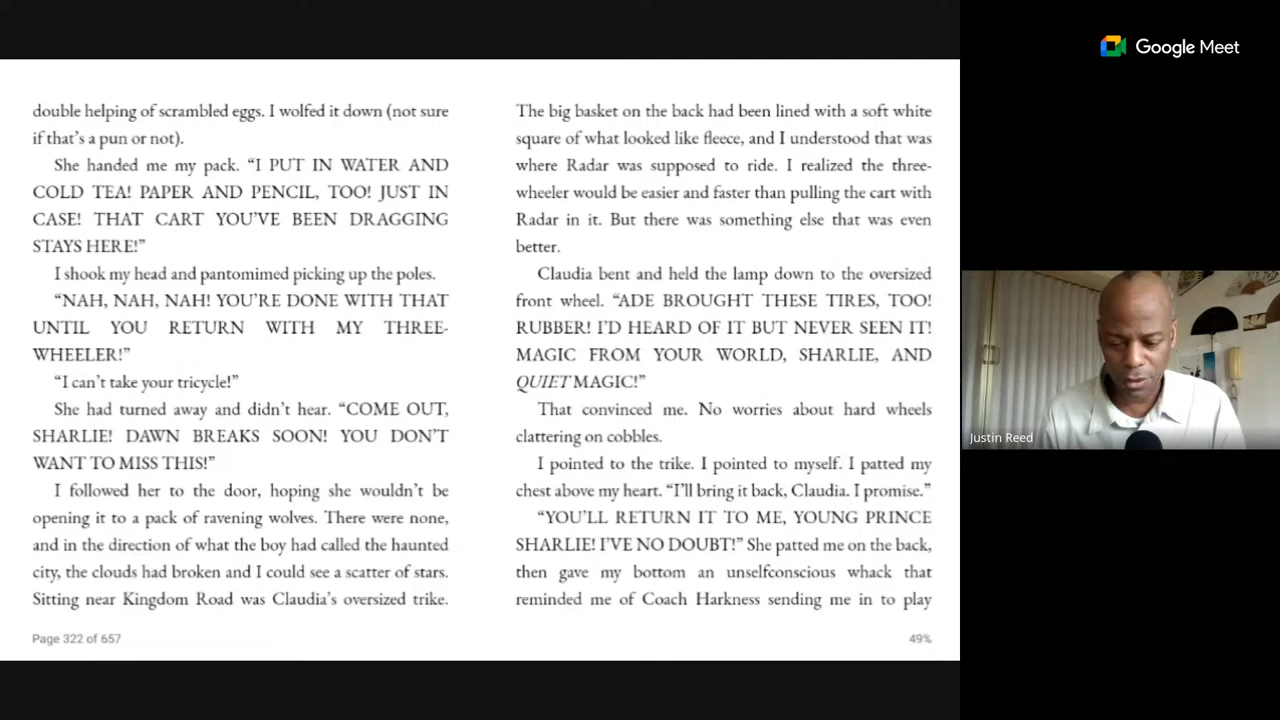 double helping of scrambled eggs. I wolfed it down (not sure
if that's a pun or not).
She handed me my pack. “I PUT IN WATER AND
COLD TEA! PAPER AND PENCIL, TOO! JUST IN
CASE! THAT CART YOU'VE BEEN DRAGGING
STAYS HERE!”
I shook my head and pantomimed picking up the poles.
“NAH, NAH, NAH! YOU'RE DONE WITH THAT
UNTIL YOU RETURN WITH MY THREE-
WHEELER!”
“I can't take your tricycle!”
She had turned away and didn't hear. “COME OUT,
SHARLIE! DAWN BREAKS SOON! YOU DON'T
WANT TO MISS THIS!”
I followed her to the door, hoping she wouldn't be
opening it to a pack of ravening wolves. There were none,
and in the direction of what the boy had called the haunted
city, the clouds had broken and I could see a scatter of stars.
Sitting near Kingdom Road was Claudia's oversized trike.
Page 322 of 657
The big basket on the back had been lined with a soft white
square of what looked like fleece, and I understood that was
where Radar was supposed to ride. I realized the three-
wheeler would be easier and faster than pulling the cart with
Radar in it. But there was something else that was even
better.
Claudia bent and held the lamp down to the oversized
front wheel. “ADE BROUGHT THESE TIRES, TOO!
RUBBER! I'D HEARD OF IT BUT NEVER SEEN IT!
MAGIC FROM YOUR WORLD, SHARLIE, AND
QUIET MAGIC!”
That convinced me. No worries about hard wheels
clattering on cobbles.
I pointed to the trike. I pointed to myself. I patted my
chest above my heart. “I'll bring it back, Claudia. I promise.”
“YOU'LL RETURN IT TO ME, YOUNG PRINCE
SHARLIE! I'VE NO DOUBT!” She patted me on the back,
then gave my bottom an unselfconscious whack that
reminded me of Coach Harkness sending me in to play
49%
Google Meet
Justin Reed